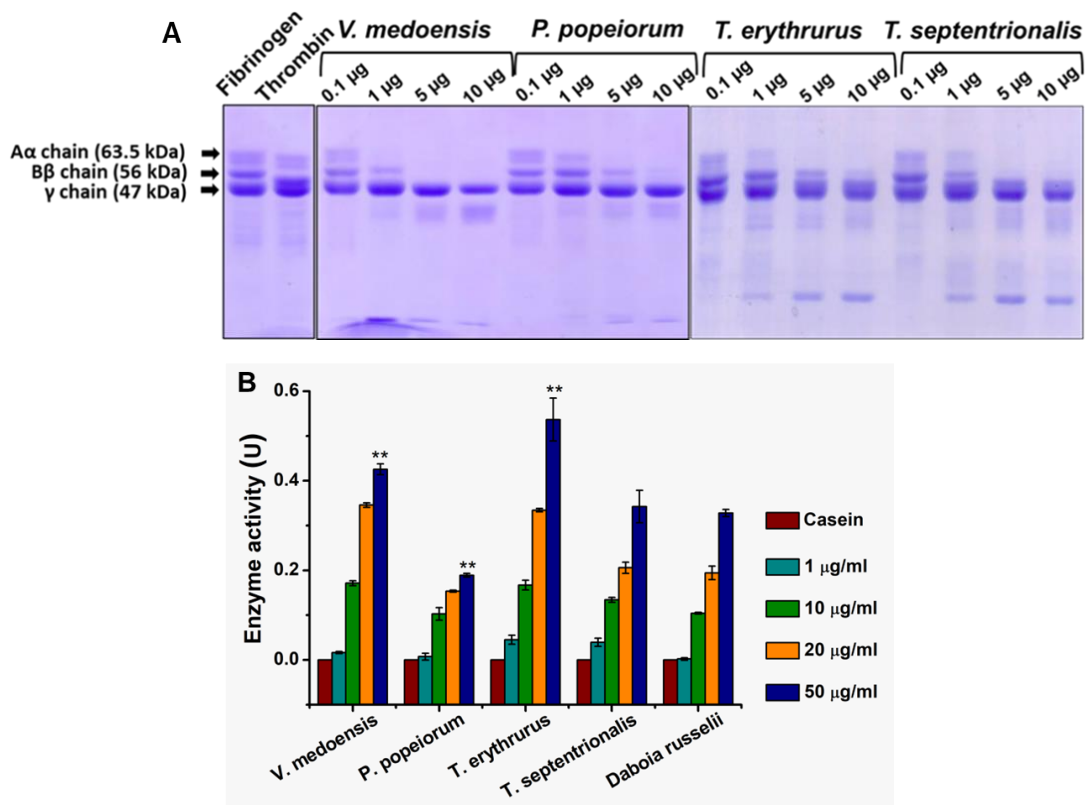 A
V. medoensis P. popeiorum T. erythrurus T. septentrionalis
Fibrinogen Thrombin 0.1 µg 1 µg 5 µg 10 µg 0.1 µg 1 µg 5 µg 10 µg 0.1 µg 1 µg 5 µg 10 µg 0.1 µg 1 µg 5 µg 10 µg
Aα chain (63.5 kDa)
Bβ chain (56 kDa)
γ chain (47 kDa)
B
Enzyme activity (U)
0.6
0.4
0.2
0.0
** ** **
Casein
1 µg/ml
10 µg/ml
20 µg/ml
50 µg/ml
V. medoensis P. popeiorum T. erythrurus T. septentrionalis Daboia russelii